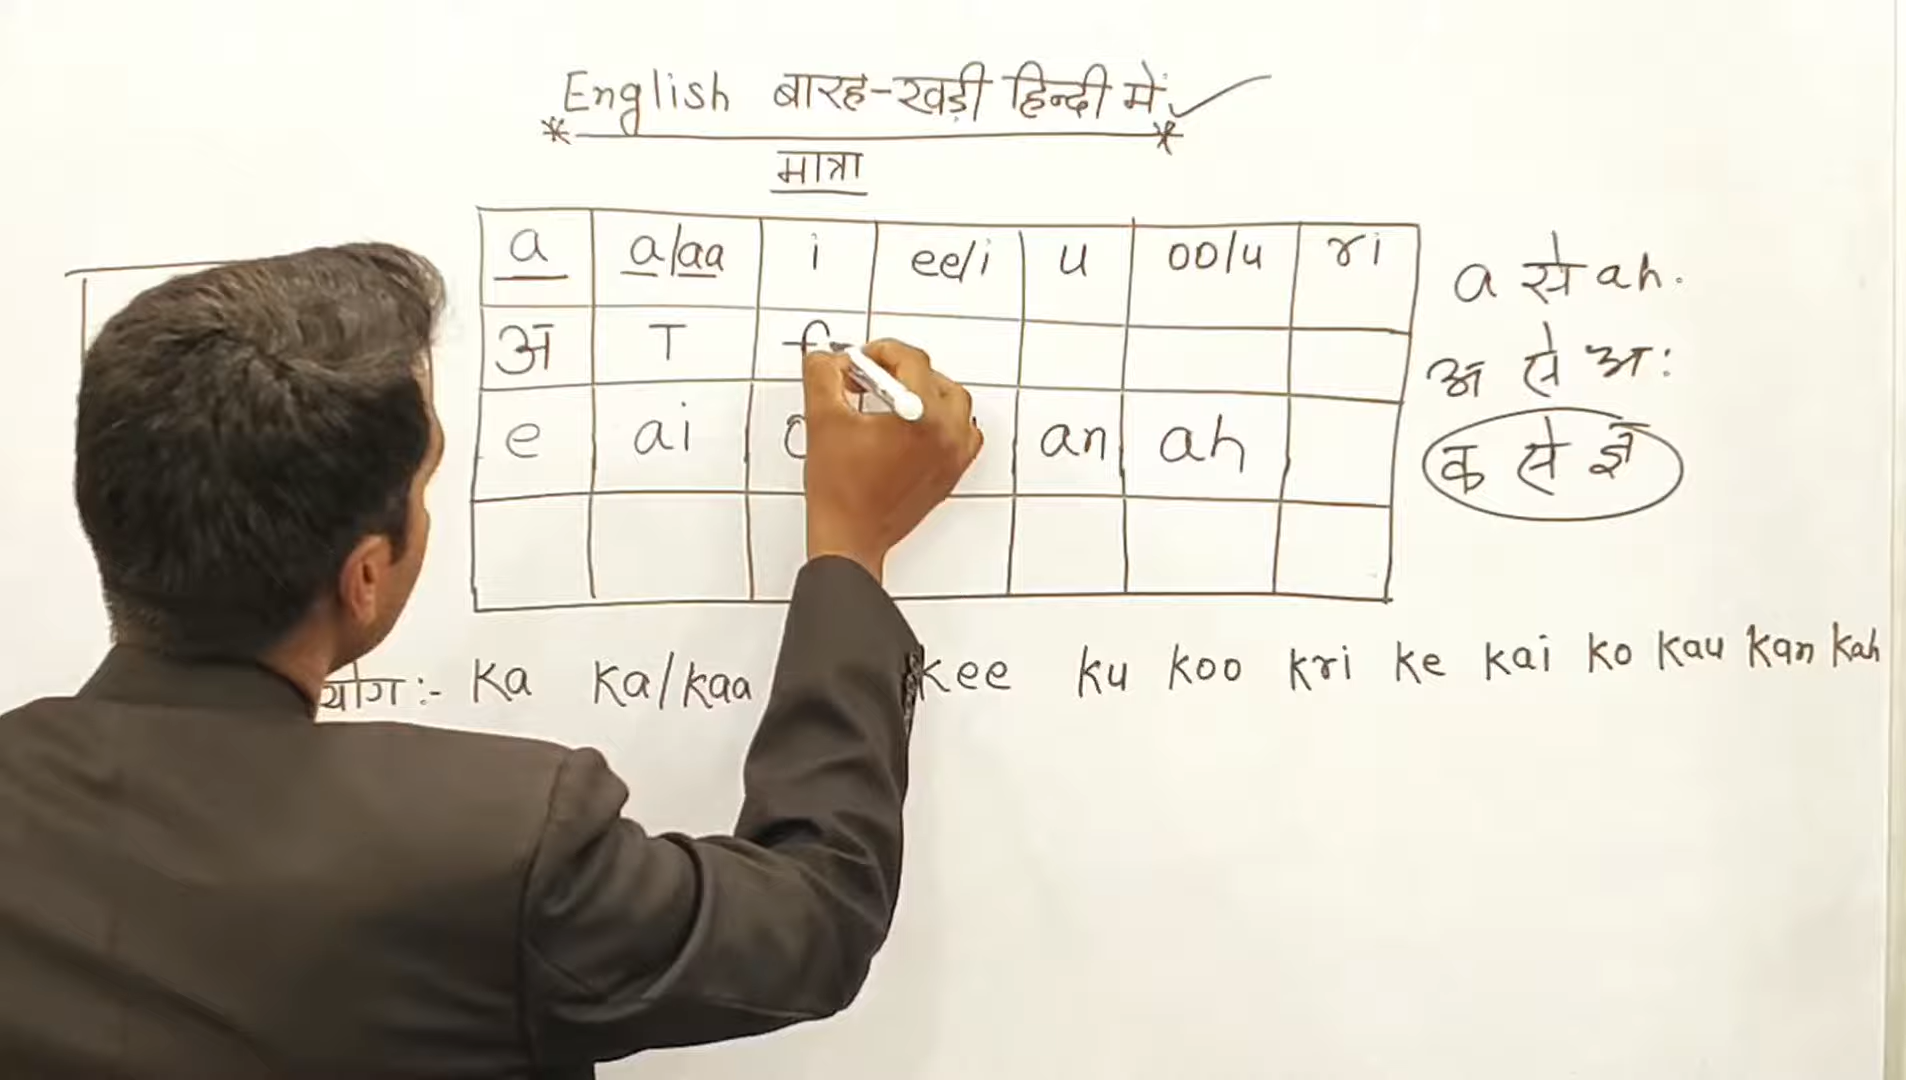 English बारह-खड़ी हिन्दी में
मात्रा
a a/aa i ee/i u oo/u ri
अ ा ि
e ai an ah
a से ah.
अ से अः
क से ज्ञ
योग :- Ka Ka/Kaa Kee Ku Koo Kri Ke Kai Ko Kau Kan Kah